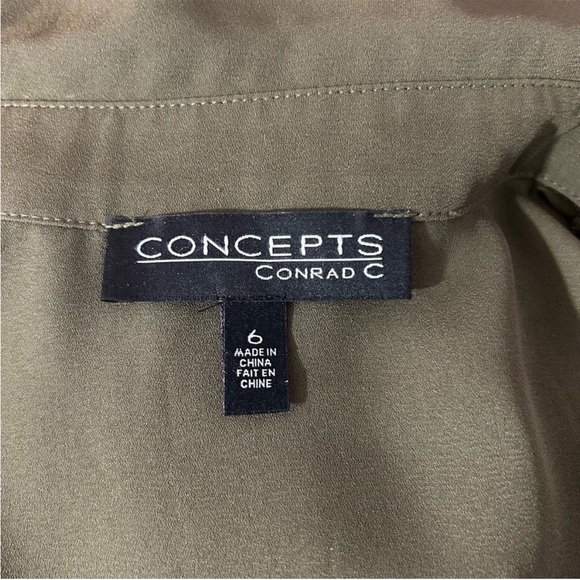 CONCEPTS
CONRAD C
6
MADE IN
CHINA
FAIT EN
CHINE